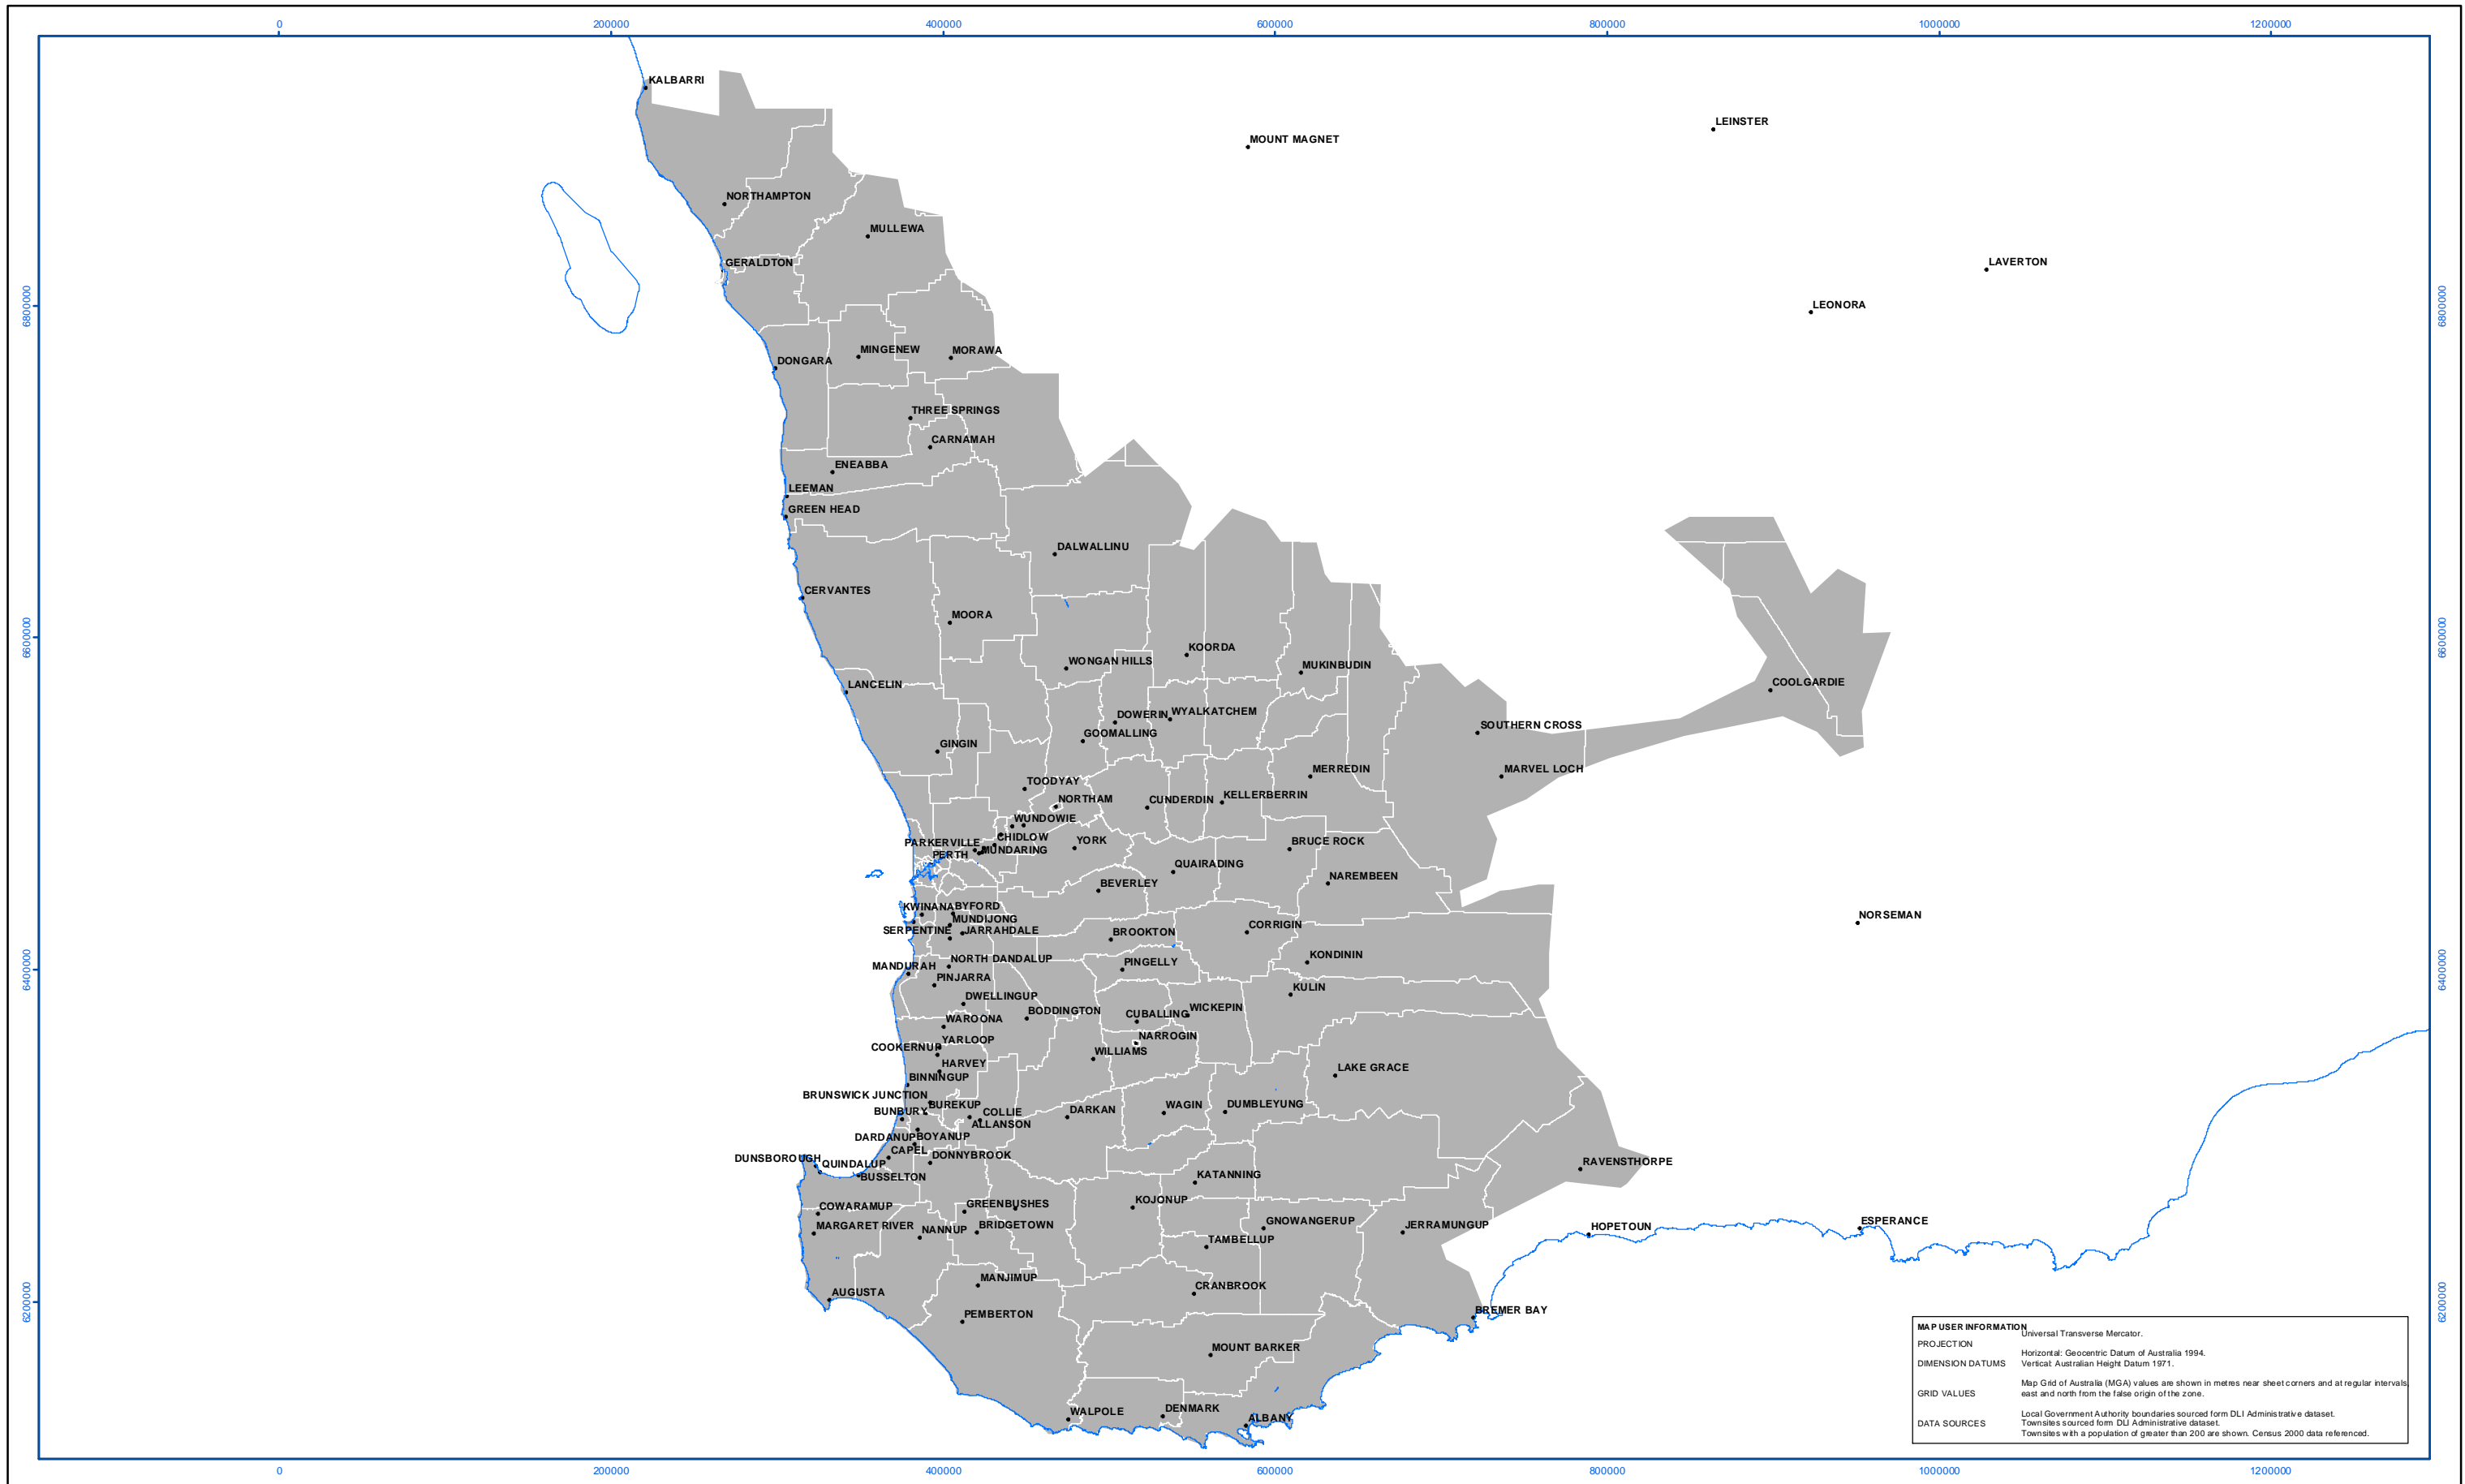 0 200000 400000 600000 800000 1000000 1200000
KALBARRI
LEINSTER
MOUNT MAGNET
NORTHAMPTON
MULLEWA
GERALDTON
LAVERTON
6800000 6800000
LEONORA
MINGENEW
MORAWA
DONGARA
THREE SPRINGS
CARNAMAH
ENEABBA
LEEMAN
GREEN HEAD
DALWALLINU
CERVANTES
MOORA
6600000 6600000
KOORDA
WONGAN HILLS
MUKINBUDIN
COOLGARDIE
LANCELIN
DOWERIN
WYALKATCHEM
SOUTHERN CROSS
GOOMALLING
GINGIN
MERREDIN
MARVEL LOCH
TOODYAY
KELLERBERRIN
NORTHAM
CUNDERDIN
WUNDOWIE
CHIDLOW
PARKERVILLE
YORK
BRUCE ROCK
MUNDARING
PERTH
QUAIRADING
NAREMBEEN
BEVERLEY
KWINANA
BYFORD
NORSEMAN
MUNDIJONG
CORRIGIN
SERPENTINE
JARRAHDALE
BROOKTON
KONDININ
NORTH DANDALUP
PINGELLY
MANDURAH
6400000 6400000
PINJARRA
KULIN
DWELLINGUP
WICKEPIN
BODDINGTON
CUBALLING
WAROONA
NARROGIN
YARLOOP
COOKERNUP
WILLIAMS
HARVEY
LAKE GRACE
BINNINGUP
BRUNSWICK JUNCTION
BUREKUP
WAGIN
DUMBLEYUNG
BUNBURY
COLLIE
DARKAN
ALLANSON
DARDANUP
BOYANUP
CAPEL
DONNYBROOK
DUNSBOROUGH
QUINDALUP
RAVENSTHORPE
BUSSELTON
KATANNING
KOJONUP
COWARAMUP
GREENBUSHES
MARGARET RIVER
NANNUP
BRIDGETOWN
GNOWANGERUP
JERRAMUNGUP
HOPETOUN
ESPERANCE
TAMBELLUP
MANJIMUP
CRANBROOK
AUGUSTA
6200000 6200000
PEMBERTON
BREMER BAY
MOUNT BARKER
WALPOLE
DENMARK
ALBANY
MAP USER INFORMATION
PROJECTION Universal Transverse Mercator.
Horizontal: Geocentric Datum of Australia 1994.
DIMENSION DATUMS Vertical: Australian Height Datum 1971.
Map Grid of Australia (MGA) values are shown in metres near sheet corners and at regular intervals,
GRID VALUES east and north from the false origin of the zone.
Local Government Authority boundaries sourced form DLI Administrative dataset.
DATA SOURCES Townsites sourced form DLI Administrative dataset.
Townsites with a population of greater than 200 are shown. Census 2000 data referenced.
0 200000 400000 600000 800000 1000000 1200000